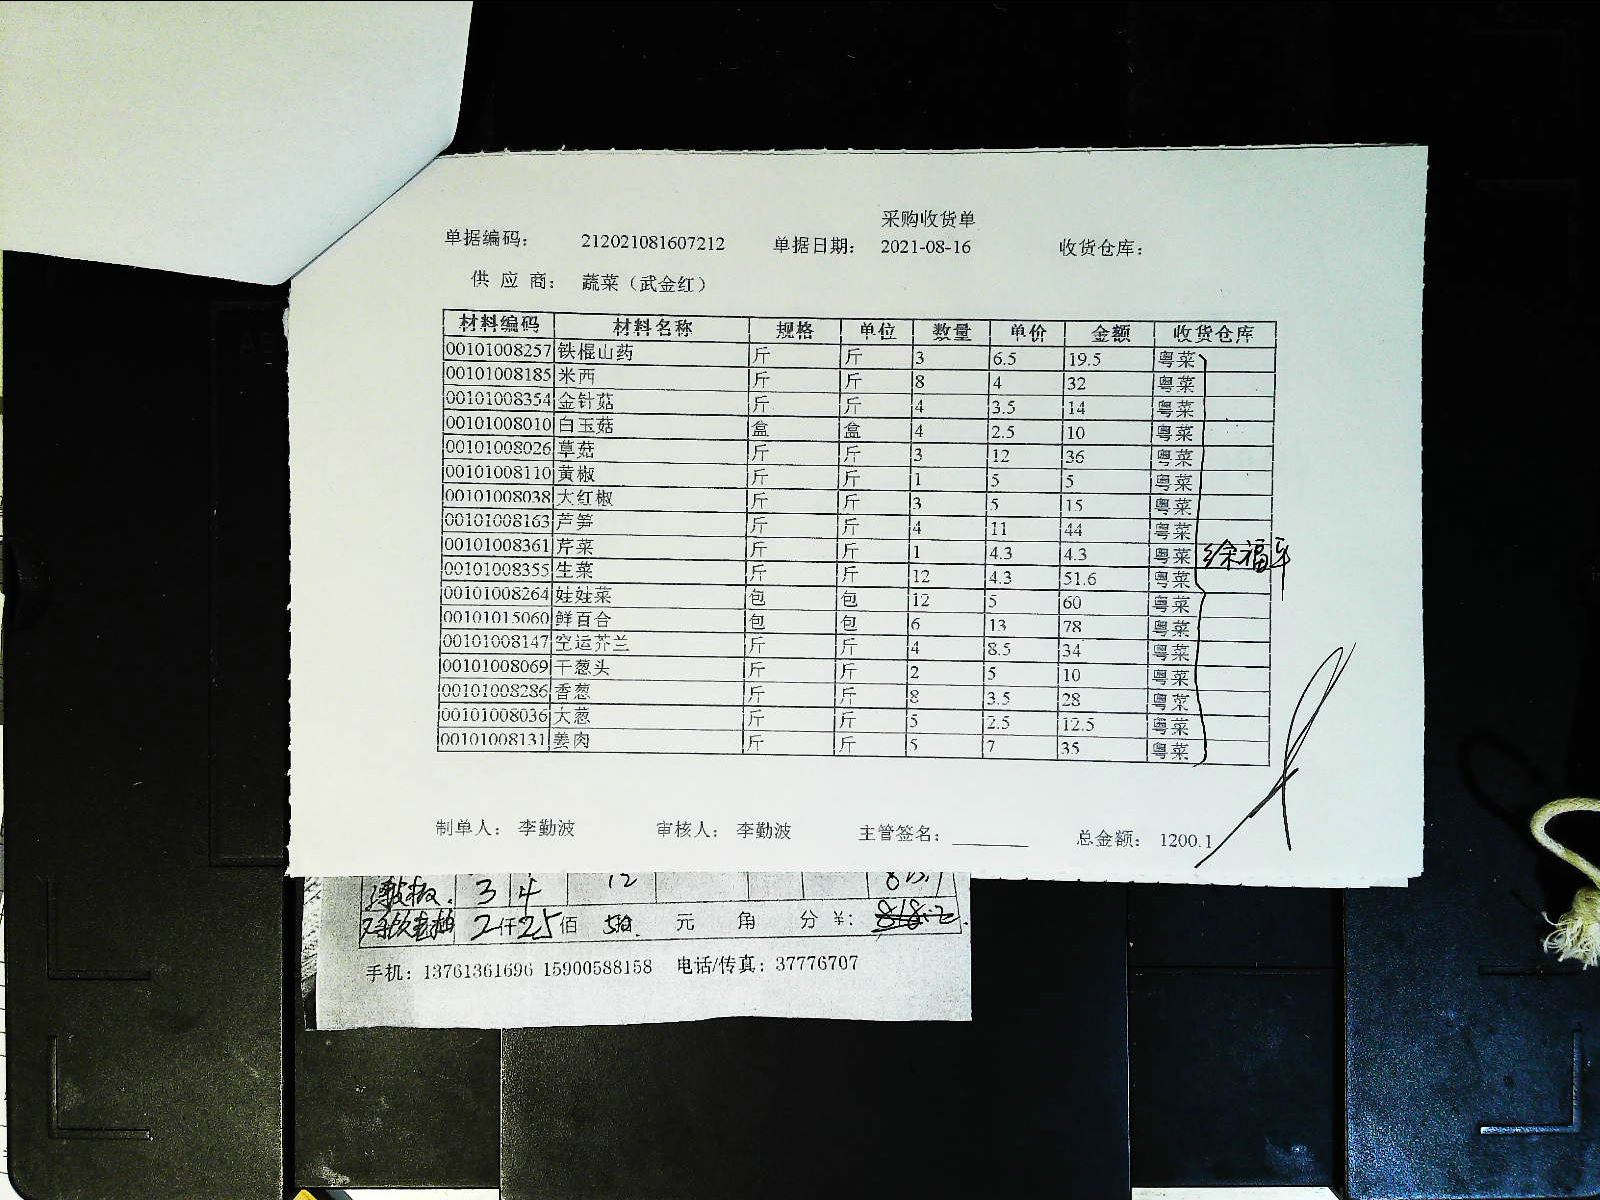 采购收货单
单据编码： 212021081607212 单据日期： 2021-08-16 收货仓库：
供 应 商： 蔬菜（武金红）
材料编码 材料名称 规格 单位 数量 单价 金额 收货仓库
00101008257 铁棍山药 斤 斤 3 6.5 19.5 粤菜
00101008185 米西 斤 斤 8 4 32 粤菜
00101008354 金针菇 斤 斤 4 3.5 14 粤菜
00101008010 白玉菇 盒 盒 4 2.5 10 粤菜
00101008026 草菇 斤 斤 3 12 36 粤菜
00101008110 黄椒 斤 斤 1 5 5 粤菜
00101008038 大红椒 斤 斤 3 5 15 粤菜
00101008163 芦笋 斤 斤 4 11 44 粤菜
00101008361 芹菜 斤 斤 1 4.3 4.3 粤菜
徐福平
00101008355 生菜 斤 斤 12 4.3 51.6 粤菜
00101008264 娃娃菜 包 包 12 5 60 粤菜
00101015060 鲜百合 包 包 6 13 78 粤菜
00101008147 空运芥兰 斤 斤 4 8.5 34 粤菜
00101008069 干葱头 斤 斤 2 5 10 粤菜
00101008286 香葱 斤 斤 8 3.5 28 粤菜
00101008036 大葱 斤 斤 5 2.5 12.5 粤菜
00101008131 姜肉 斤 斤 5 7 35 粤菜
制单人： 李勤波 审核人： 李勤波 主管签名： 总金额： 1200.1
3 4 12
2仟25佰 元 角 分 ¥:
手机：13761361696 15900588158 电话/传真：37776707